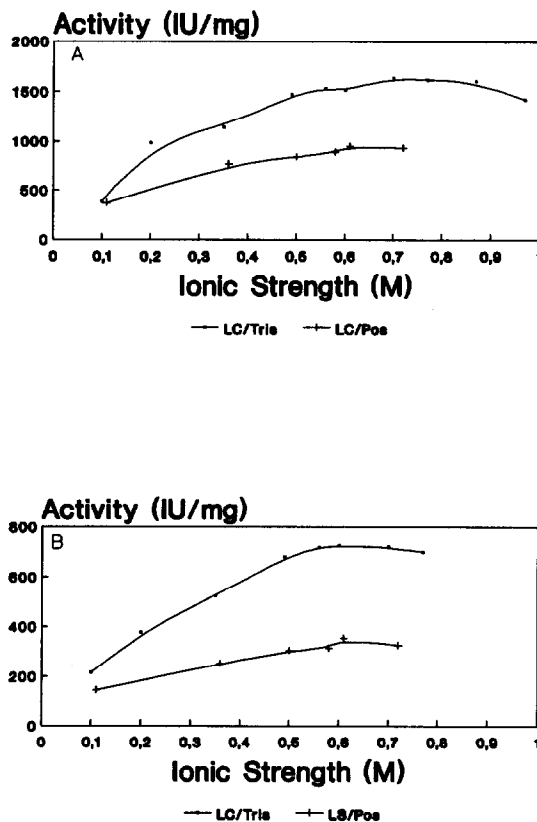 Activity (IU/mg)
A
2000
1500
1000
500
0
0 0,1 0,2 0,3 0,4 0,5 0,6 0,7 0,8 0,9 1
Ionic Strength (M)
LC/Tris LC/Pos
Activity (IU/mg)
B
800
600
400
200
0
0 0,1 0,2 0,3 0,4 0,5 0,6 0,7 0,8 0,9 1
Ionic Strength (M)
LC/Tris LS/Pos